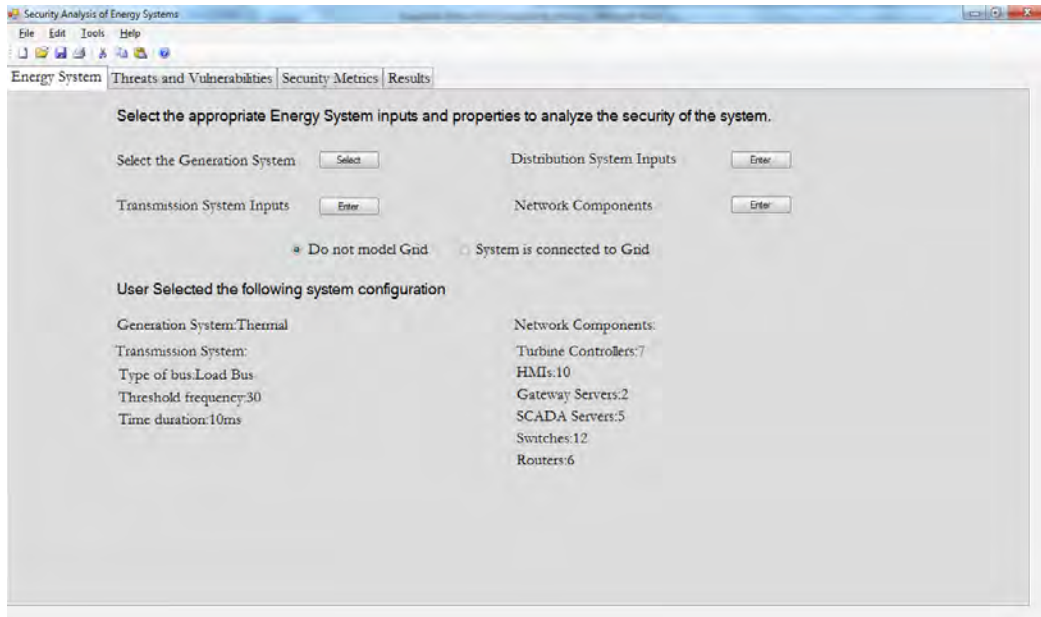 Security Analysis of Energy Systems
File Edit Tools Help
Energy System Threats and Vulnerabilities Security Metrics Results
Select the appropriate Energy System inputs and properties to analyze the security of the system.
Select the Generation System Select Distribution System Inputs Enter
Transmission System Inputs Enter Network Components Enter
Do not model Grid System is connected to Grid
User Selected the following system configuration
Generation System:Thermal
Transmission System:
Type of bus:Load Bus
Threshold frequency:30
Time duration:10ms
Network Components:
Turbine Controllers:7
HMIs:10
Gateway Servers:2
SCADA Servers:5
Switches:12
Routers:6